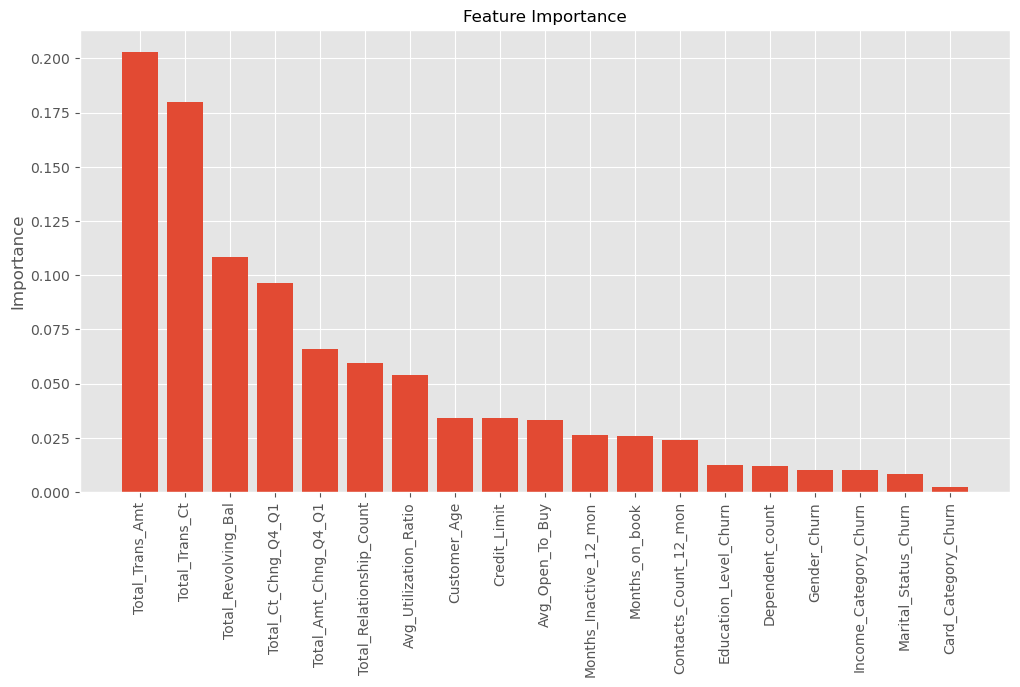 Feature Importance
Importance
0.200
0.175
0.150
0.125
0.100
0.075
0.050
0.025
0.000
Total_Trans_Amt
Total_Trans_Ct
Total_Revolving_Bal
Total_Ct_Chng_Q4_Q1
Total_Amt_Chng_Q4_Q1
Total_Relationship_Count
Avg_Utilization_Ratio
Customer_Age
Credit_Limit
Avg_Open_To_Buy
Months_Inactive_12_mon
Months_on_book
Contacts_Count_12_mon
Education_Level_Churn
Dependent_count
Gender_Churn
Income_Category_Churn
Marital_Status_Churn
Card_Category_Churn